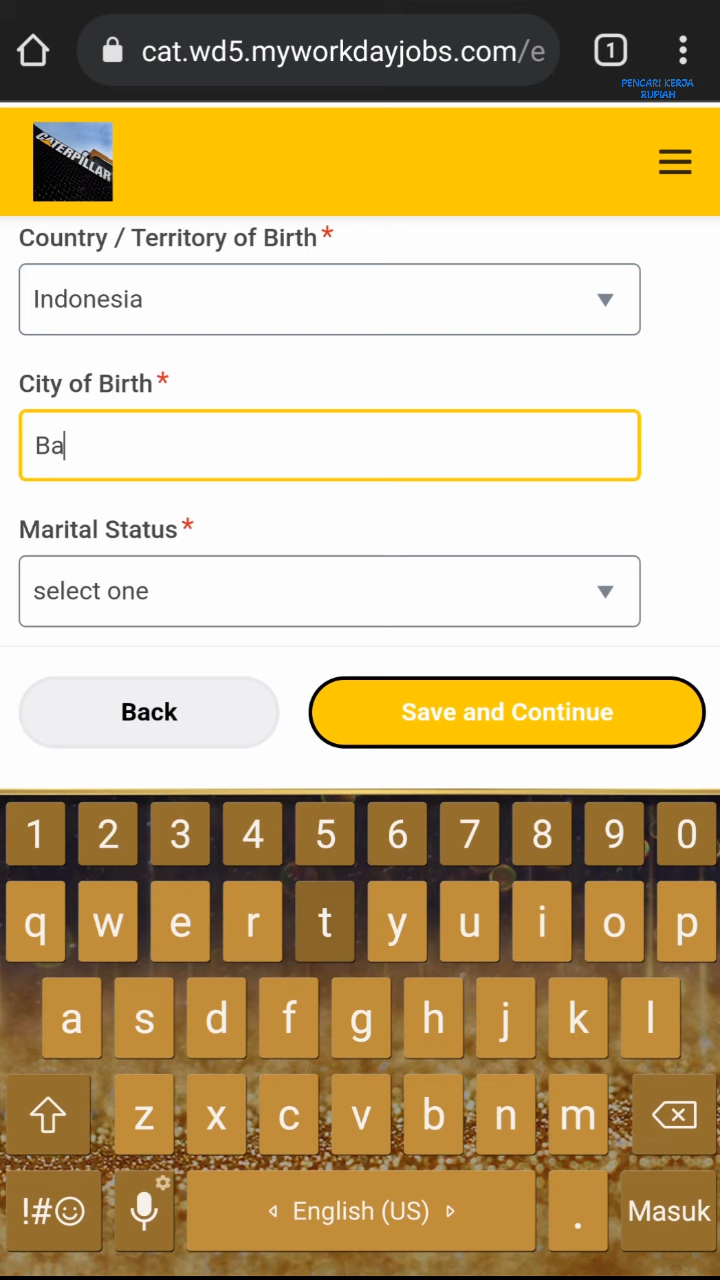 cat.wd5.myworkdayjobs.com/e
1
PENCARI KERJA
RUPIAH
CATERPILLAR
Country / Territory of Birth*
Indonesia
City of Birth*
Ba
Marital Status*
select one
Back
Save and Continue
1 2 3 4 5 6 7 8 9 0
q w e r t y u i o p
a s d f g h j k l
z x c v b n m
!#☺ English (US) . Masuk